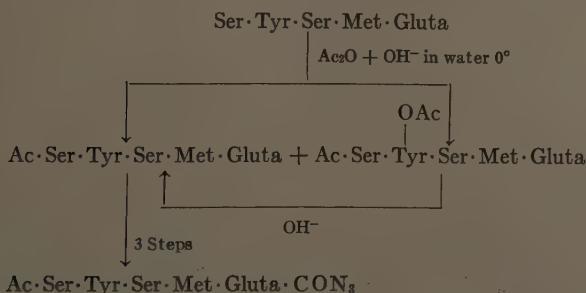 Ser·Tyr·Ser·Met·Gluta
Ac₂O + OH⁻ in water 0°
OAc
Ac·Ser·Tyr·Ser·Met·Gluta + Ac·Ser·Tyr·Ser·Met·Gluta
OH⁻
3 Steps
Ac·Ser·Tyr·Ser·Met·Gluta·CON₃